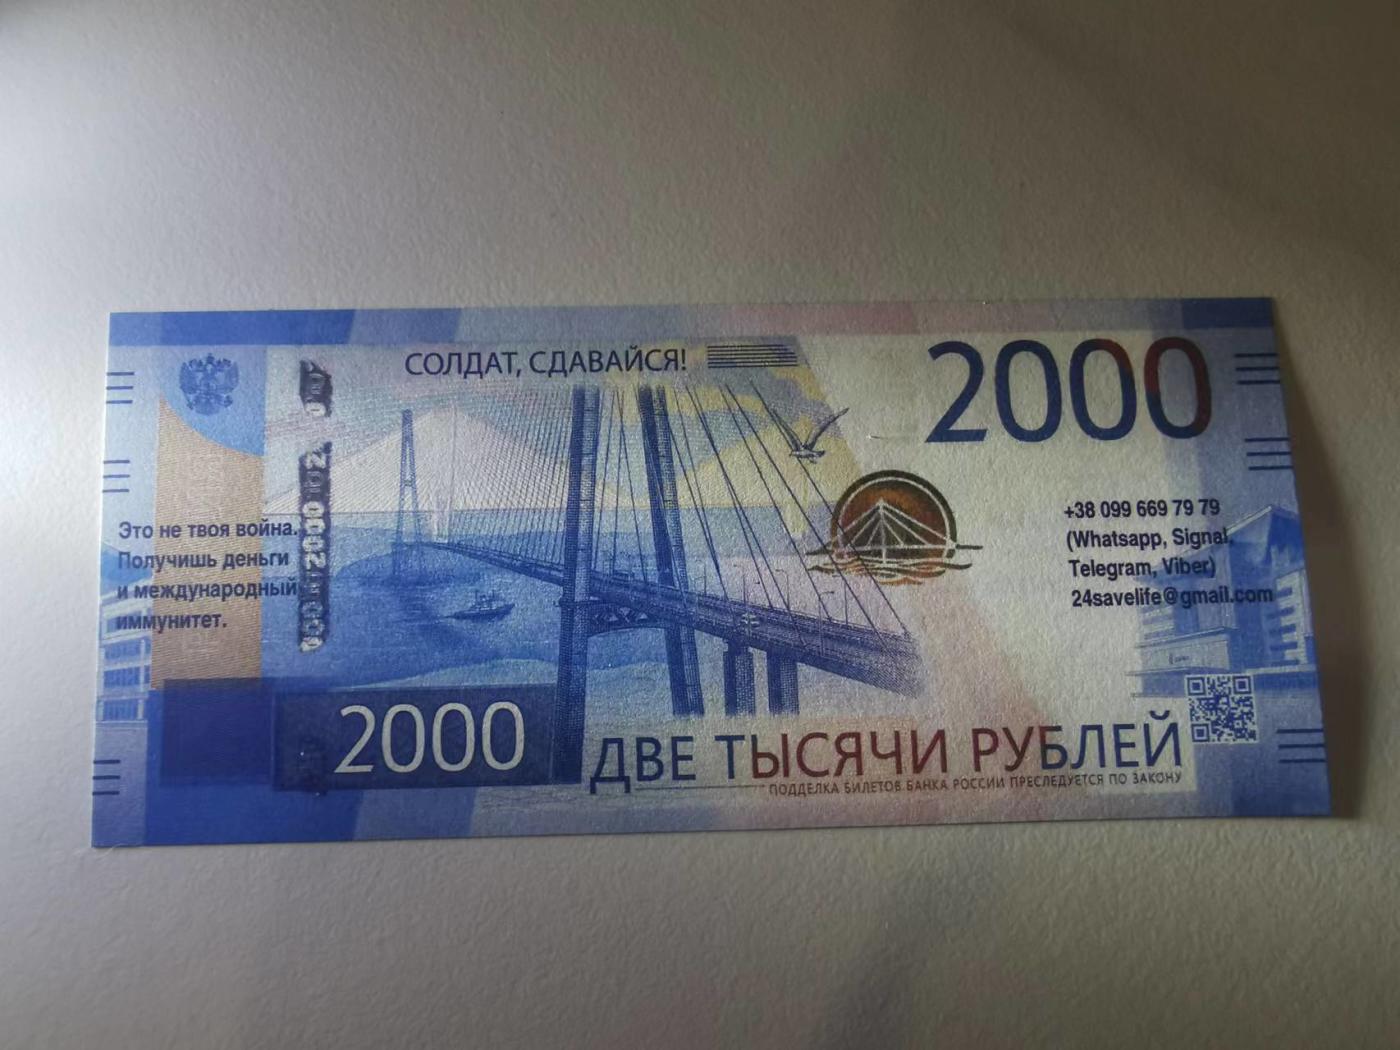 СОЛДАТ, СДАВАЙСЯ!
2000
Это не твоя война.
Получишь деньги
и международный
иммунитет.
2000
+38 099 669 79 79
(Whatsapp, Signal,
Telegram, Viber)
24savelife@gmail.com
2000
ДВЕ ТЫСЯЧИ РУБЛЕЙ
ПОДДЕЛКА БИЛЕТОВ БАНКА РОССИИ ПРЕСЛЕДУЕТСЯ ПО ЗАКОНУ